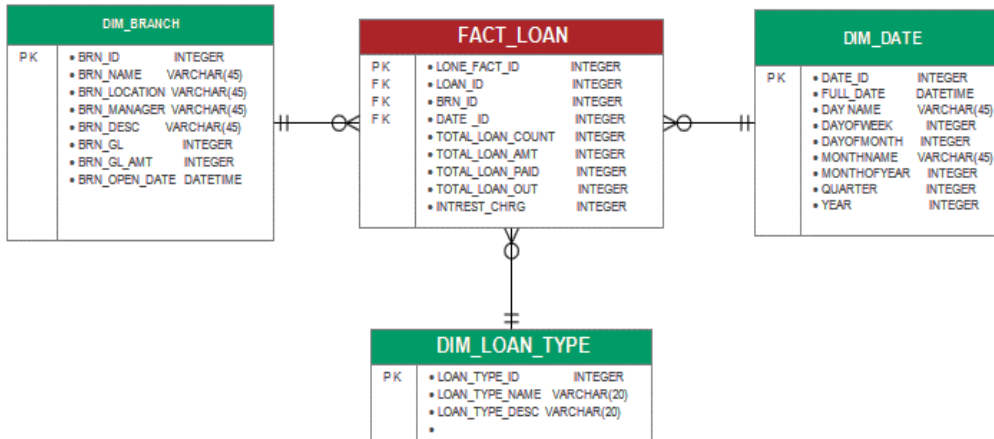 DIM_BRANCH
PK • BRN_ID INTEGER
• BRN_NAME VARCHAR(45)
• BRN_LOCATION VARCHAR(45)
• BRN_MANAGER VARCHAR(45)
• BRN_DESC VARCHAR(45)
• BRN_GL INTEGER
• BRN_GL_AMT INTEGER
• BRN_OPEN_DATE DATETIME
FACT_LOAN
PK • LONE_FACT_ID INTEGER
FK • LOAN_ID INTEGER
FK • BRN_ID INTEGER
FK • DATE _ID INTEGER
• TOTAL_LOAN_COUNT INTEGER
• TOTAL_LOAN_AMT INTEGER
• TOTAL_LOAN_PAID INTEGER
• TOTAL_LOAN_OUT INTEGER
• INTREST_CHRG INTEGER
DIM_DATE
PK • DATE_ID INTEGER
• FULL_DATE DATETIME
• DAY NAME VARCHAR(45)
• DAYOFWEEK INTEGER
• DAYOFMONTH INTEGER
• MONTHNAME VARCHAR(45)
• MONTHOFYEAR INTEGER
• QUARTER INTEGER
• YEAR INTEGER
DIM_LOAN_TYPE
PK • LOAN_TYPE_ID INTEGER
• LOAN_TYPE_NAME VARCHAR(20)
• LOAN_TYPE_DESC VARCHAR(20)
•